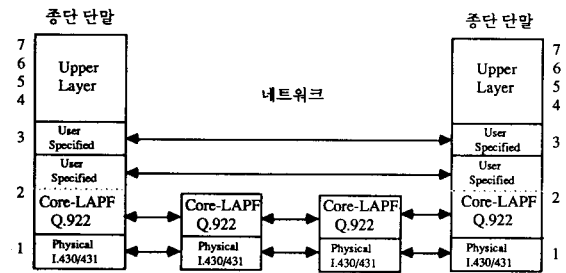 종단 단말
종단 단말
7
6
5
4
Upper
Layer
네트워크
Upper
Layer
7
6
5
4
3
User
Specified
User
Specified
3
User
Specified
User
Specified
2
Core-LAPF
Q.922
Core-LAPF
Q.922
Core-LAPF
Q.922
Core-LAPF
Q.922
2
1
Physical
I.430/431
Physical
I.430/431
Physical
I.430/431
Physical
I.430/431
1